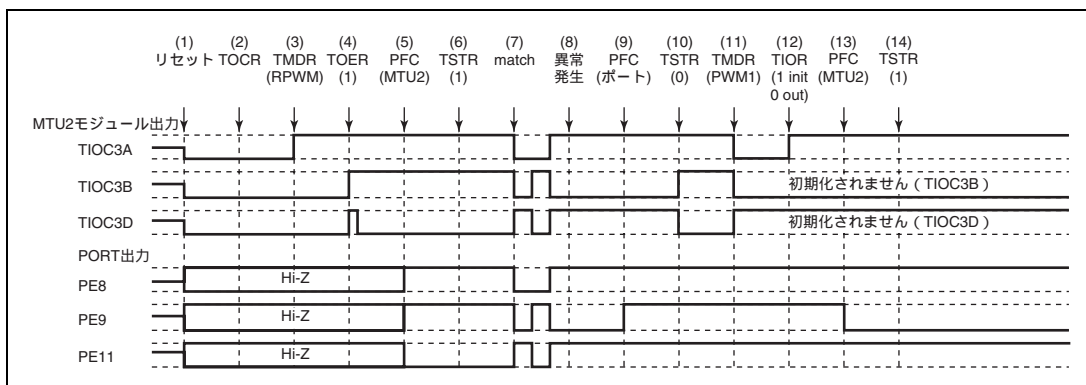 (1) (2) (3) (4) (5) (6) (7) (8) (9) (10) (11) (12) (13) (14)
リセット TOCR TMDR TOER PFC TSTR match 異常 PFC TSTR TMDR TIOR PFC TSTR
(RPWM) (1) (MTU2) (1) 発生 (ポート) (0) (PWM1) (1 init (MTU2) (1)
0 out)
MTU2モジュール出力
TIOC3A
TIOC3B 初期化されません（TIOC3B）
TIOC3D 初期化されません（TIOC3D）
PORT出力
PE8 Hi-Z
PE9 Hi-Z
PE11 Hi-Z